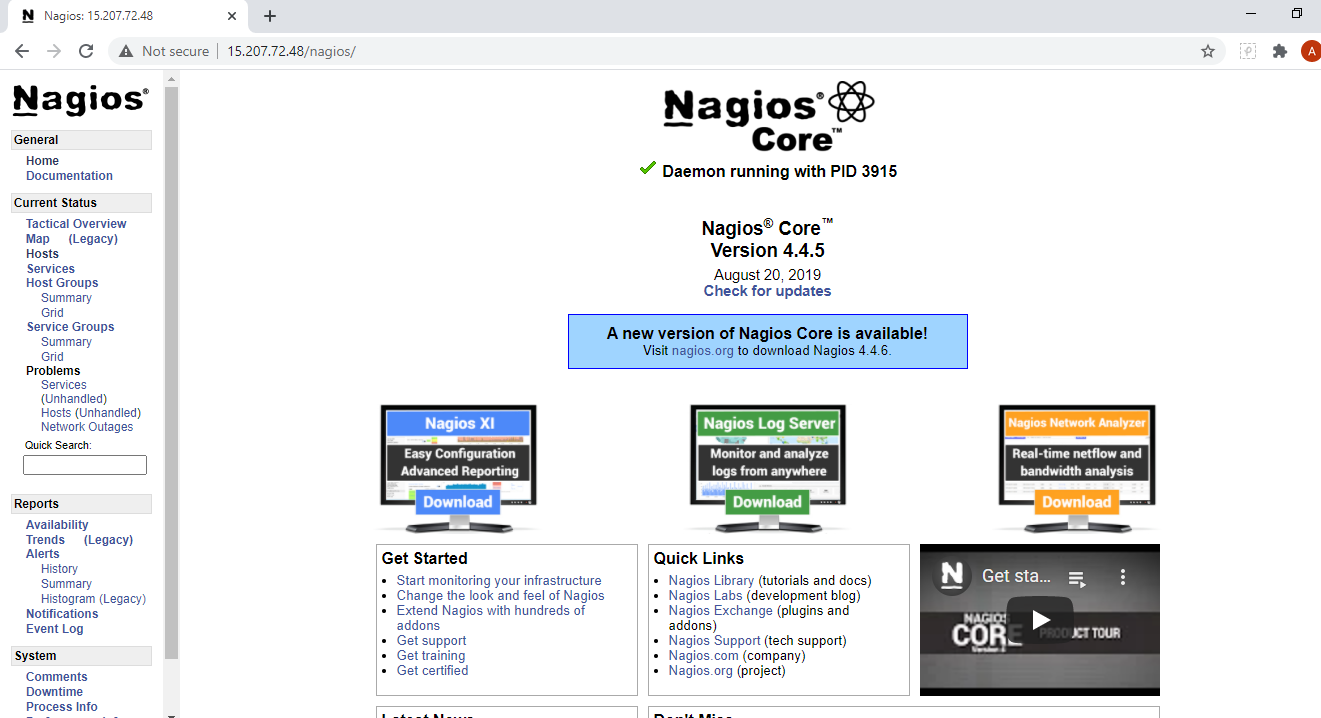 Nagios: 15.207.72.48
Not secure 15.207.72.48/nagios/
A
Nagios®
General
Home
Documentation
Current Status
Tactical Overview
Map (Legacy)
Hosts
Services
Host Groups
Summary
Grid
Service Groups
Summary
Grid
Problems
Services
(Unhandled)
Hosts (Unhandled)
Network Outages
Quick Search:
Reports
Availability
Trends (Legacy)
Alerts
History
Summary
Histogram (Legacy)
Notifications
Event Log
System
Comments
Downtime
Process Info
Nagios®
Core™
Daemon running with PID 3915
Nagios® Core™
Version 4.4.5
August 20, 2019
Check for updates
A new version of Nagios Core is available!
Visit nagios.org to download Nagios 4.4.6.
Nagios XI
Easy Configuration
Advanced Reporting
Download
Nagios Log Server
Monitor and analyze
logs from anywhere
Download
Nagios Network Analyzer
Real-time netflow and
bandwidth analysis
Download
Get Started
Start monitoring your infrastructure
Change the look and feel of Nagios
Extend Nagios with hundreds of
addons
Get support
Get training
Get certified
Quick Links
Nagios Library (tutorials and docs)
Nagios Labs (development blog)
Nagios Exchange (plugins and
addons)
Nagios Support (tech support)
Nagios.com (company)
Nagios.org (project)
N Get sta...
NAGIOS
CORE PRODUCT TOUR
Latest News
Don't Miss